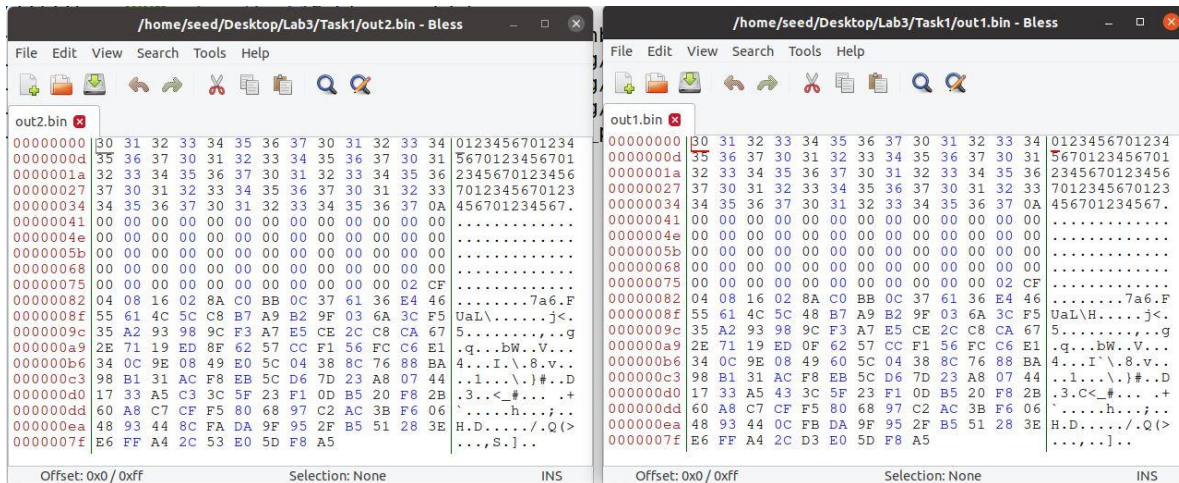 /home/seed/Desktop/Lab3/Task1/out2.bin - Bless
File Edit View Search Tools Help
out2.bin
00000000 30 31 32 33 34 35 36 37 30 31 32 33 34 0123456701234
0000000d 35 36 37 30 31 32 33 34 35 36 37 30 31 5670123456701
0000001a 32 33 34 35 36 37 30 31 32 33 34 35 36 2345670123456
00000027 37 30 31 32 33 34 35 36 37 30 31 32 33 7012345670123
00000034 34 35 36 37 30 31 32 33 34 35 36 37 0A 456701234567.
00000041 00 00 00 00 00 00 00 00 00 00 00 00 00 .............
0000004e 00 00 00 00 00 00 00 00 00 00 00 00 00 .............
0000005b 00 00 00 00 00 00 00 00 00 00 00 00 00 .............
00000068 00 00 00 00 00 00 00 00 00 00 00 00 00 .............
00000075 00 00 00 00 00 00 00 00 00 00 00 02 CF .............
00000082 04 08 16 02 8A C0 BB 0C 37 61 36 E4 46 ........7a6.F
0000008f 55 61 4C 5C C8 B7 A9 B2 9F 03 6A 3C F5 UaL\......j<.
0000009c 35 A2 93 98 9C F3 A7 E5 CE 2C C8 CA 67 5........,..g
000000a9 2E 71 19 ED 8F 62 57 CC F1 56 FC C6 E1 .q...bW..V...
000000b6 34 0C 9E 08 49 E0 5C 04 38 8C 76 88 BA 4...I.\.8.v..
000000c3 98 B1 31 AC F8 EB 5C D6 7D 23 A8 07 44 ..1...\.}#..D
000000d0 17 33 A5 C3 3C 5F 23 F1 0D B5 20 F8 2B .3..<_#... .+
000000dd 60 A8 C7 CF F5 80 68 97 C2 AC 3B F6 06 `.....h...;..
000000ea 48 93 44 8C FA DA 9F 95 2F B5 51 28 3E H.D...../.Q(>
0000007f E6 FF A4 2C 53 E0 5D F8 A5 ...,S.]..
Offset: 0x0 / 0xff Selection: None INS
/home/seed/Desktop/Lab3/Task1/out1.bin - Bless
File Edit View Search Tools Help
out1.bin
00000000 30 31 32 33 34 35 36 37 30 31 32 33 34 0123456701234
0000000d 35 36 37 30 31 32 33 34 35 36 37 30 31 5670123456701
0000001a 32 33 34 35 36 37 30 31 32 33 34 35 36 2345670123456
00000027 37 30 31 32 33 34 35 36 37 30 31 32 33 7012345670123
00000034 34 35 36 37 30 31 32 33 34 35 36 37 0A 456701234567.
00000041 00 00 00 00 00 00 00 00 00 00 00 00 00 .............
0000004e 00 00 00 00 00 00 00 00 00 00 00 00 00 .............
0000005b 00 00 00 00 00 00 00 00 00 00 00 00 00 .............
00000068 00 00 00 00 00 00 00 00 00 00 00 00 00 .............
00000075 00 00 00 00 00 00 00 00 00 00 00 02 CF .............
00000082 04 08 16 02 8A C0 BB 0C 37 61 36 E4 46 ........7a6.F
0000008f 55 61 4C 5C 48 B7 A9 B2 9F 03 6A 3C F5 UaL\H.....j<.
0000009c 35 A2 93 98 9C F3 A7 E5 CE 2C C8 CA 67 5........,..g
000000a9 2E 71 19 ED 0F 62 57 CC F1 56 FC C6 E1 .q...bW..V...
000000b6 34 0C 9E 08 49 60 5C 04 38 8C 76 88 BA 4...I`\.8.v..
000000c3 98 B1 31 AC F8 EB 5C D6 7D 23 A8 07 44 ..1...\.}#..D
000000d0 17 33 A5 43 3C 5F 23 F1 0D B5 20 F8 2B .3.C<_#... .+
000000dd 60 A8 C7 CF F5 80 68 97 C2 AC 3B F6 06 `.....h...;..
000000ea 48 93 44 0C FB DA 9F 95 2F B5 51 28 3E H.D...../.Q(>
0000007f E6 FF A4 2C D3 E0 5D F8 A5 ...,..]..
Offset: 0x0 / 0xff Selection: None INS